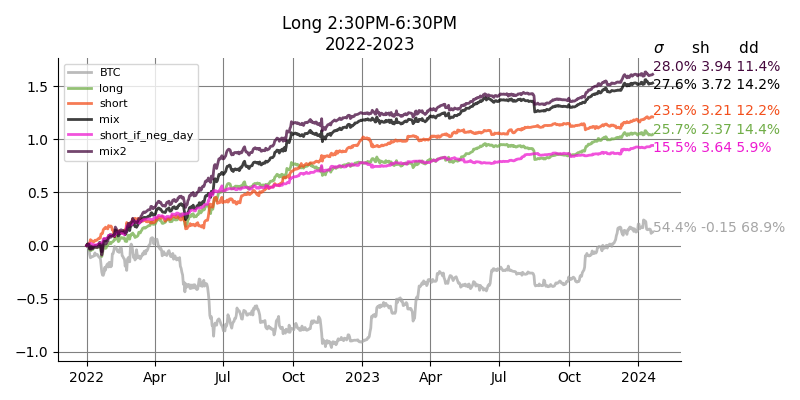 Long 2:30PM-6:30PM
2022-2023
σ sh dd
BTC
long
short
mix
short_if_neg_day
mix2
28.0% 3.94 11.4%
27.6% 3.72 14.2%
23.5% 3.21 12.2%
25.7% 2.37 14.4%
15.5% 3.64 5.9%
54.4% -0.15 68.9%
1.5
1.0
0.5
0.0
−0.5
−1.0
2022 Apr Jul Oct 2023 Apr Jul Oct 2024